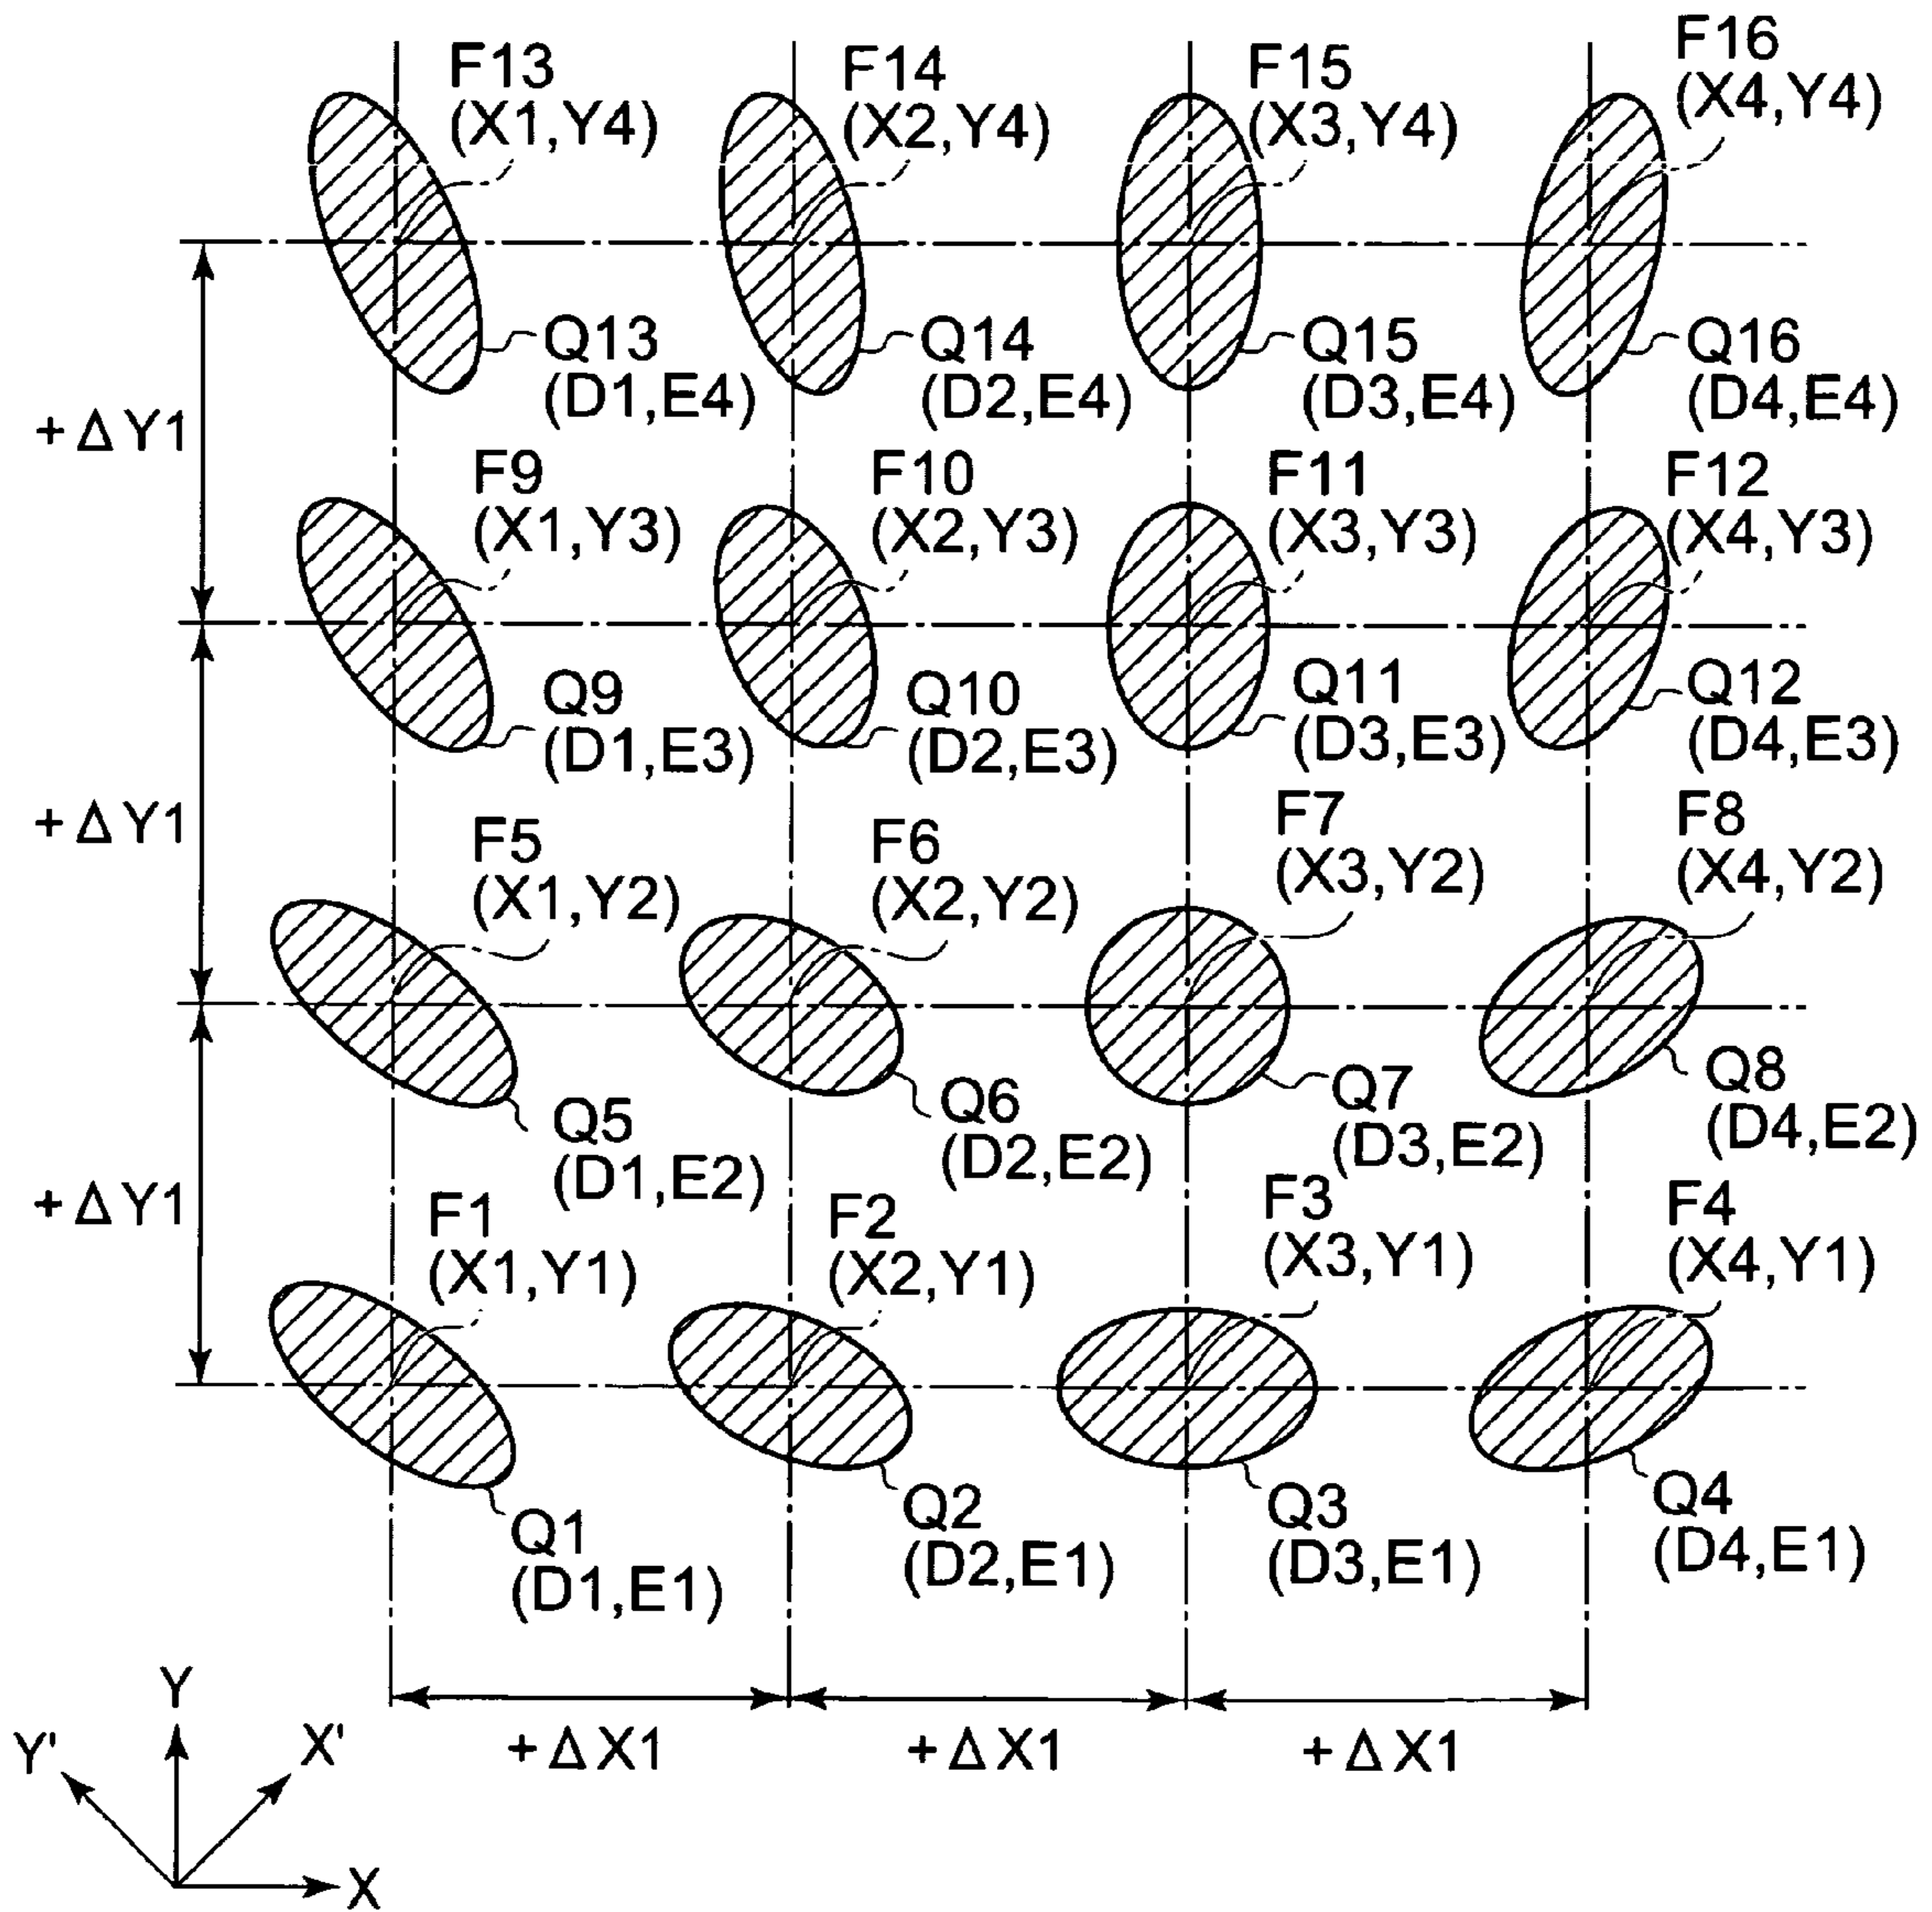 F13
(X1,Y4)
F14
(X2,Y4)
F15
(X3,Y4)
F16
(X4,Y4)
Q13
(D1,E4)
Q14
(D2,E4)
Q15
(D3,E4)
Q16
(D4,E4)
+ΔY1
F9
(X1,Y3)
F10
(X2,Y3)
F11
(X3,Y3)
F12
(X4,Y3)
Q9
(D1,E3)
Q10
(D2,E3)
Q11
(D3,E3)
Q12
(D4,E3)
+ΔY1
F5
(X1,Y2)
F6
(X2,Y2)
F7
(X3,Y2)
F8
(X4,Y2)
Q5
(D1,E2)
Q6
(D2,E2)
Q7
(D3,E2)
Q8
(D4,E2)
+ΔY1
F1
(X1,Y1)
F2
(X2,Y1)
F3
(X3,Y1)
F4
(X4,Y1)
Q1
(D1,E1)
Q2
(D2,E1)
Q3
(D3,E1)
Q4
(D4,E1)
+ΔX1
+ΔX1
+ΔX1
Y'
Y
X'
X